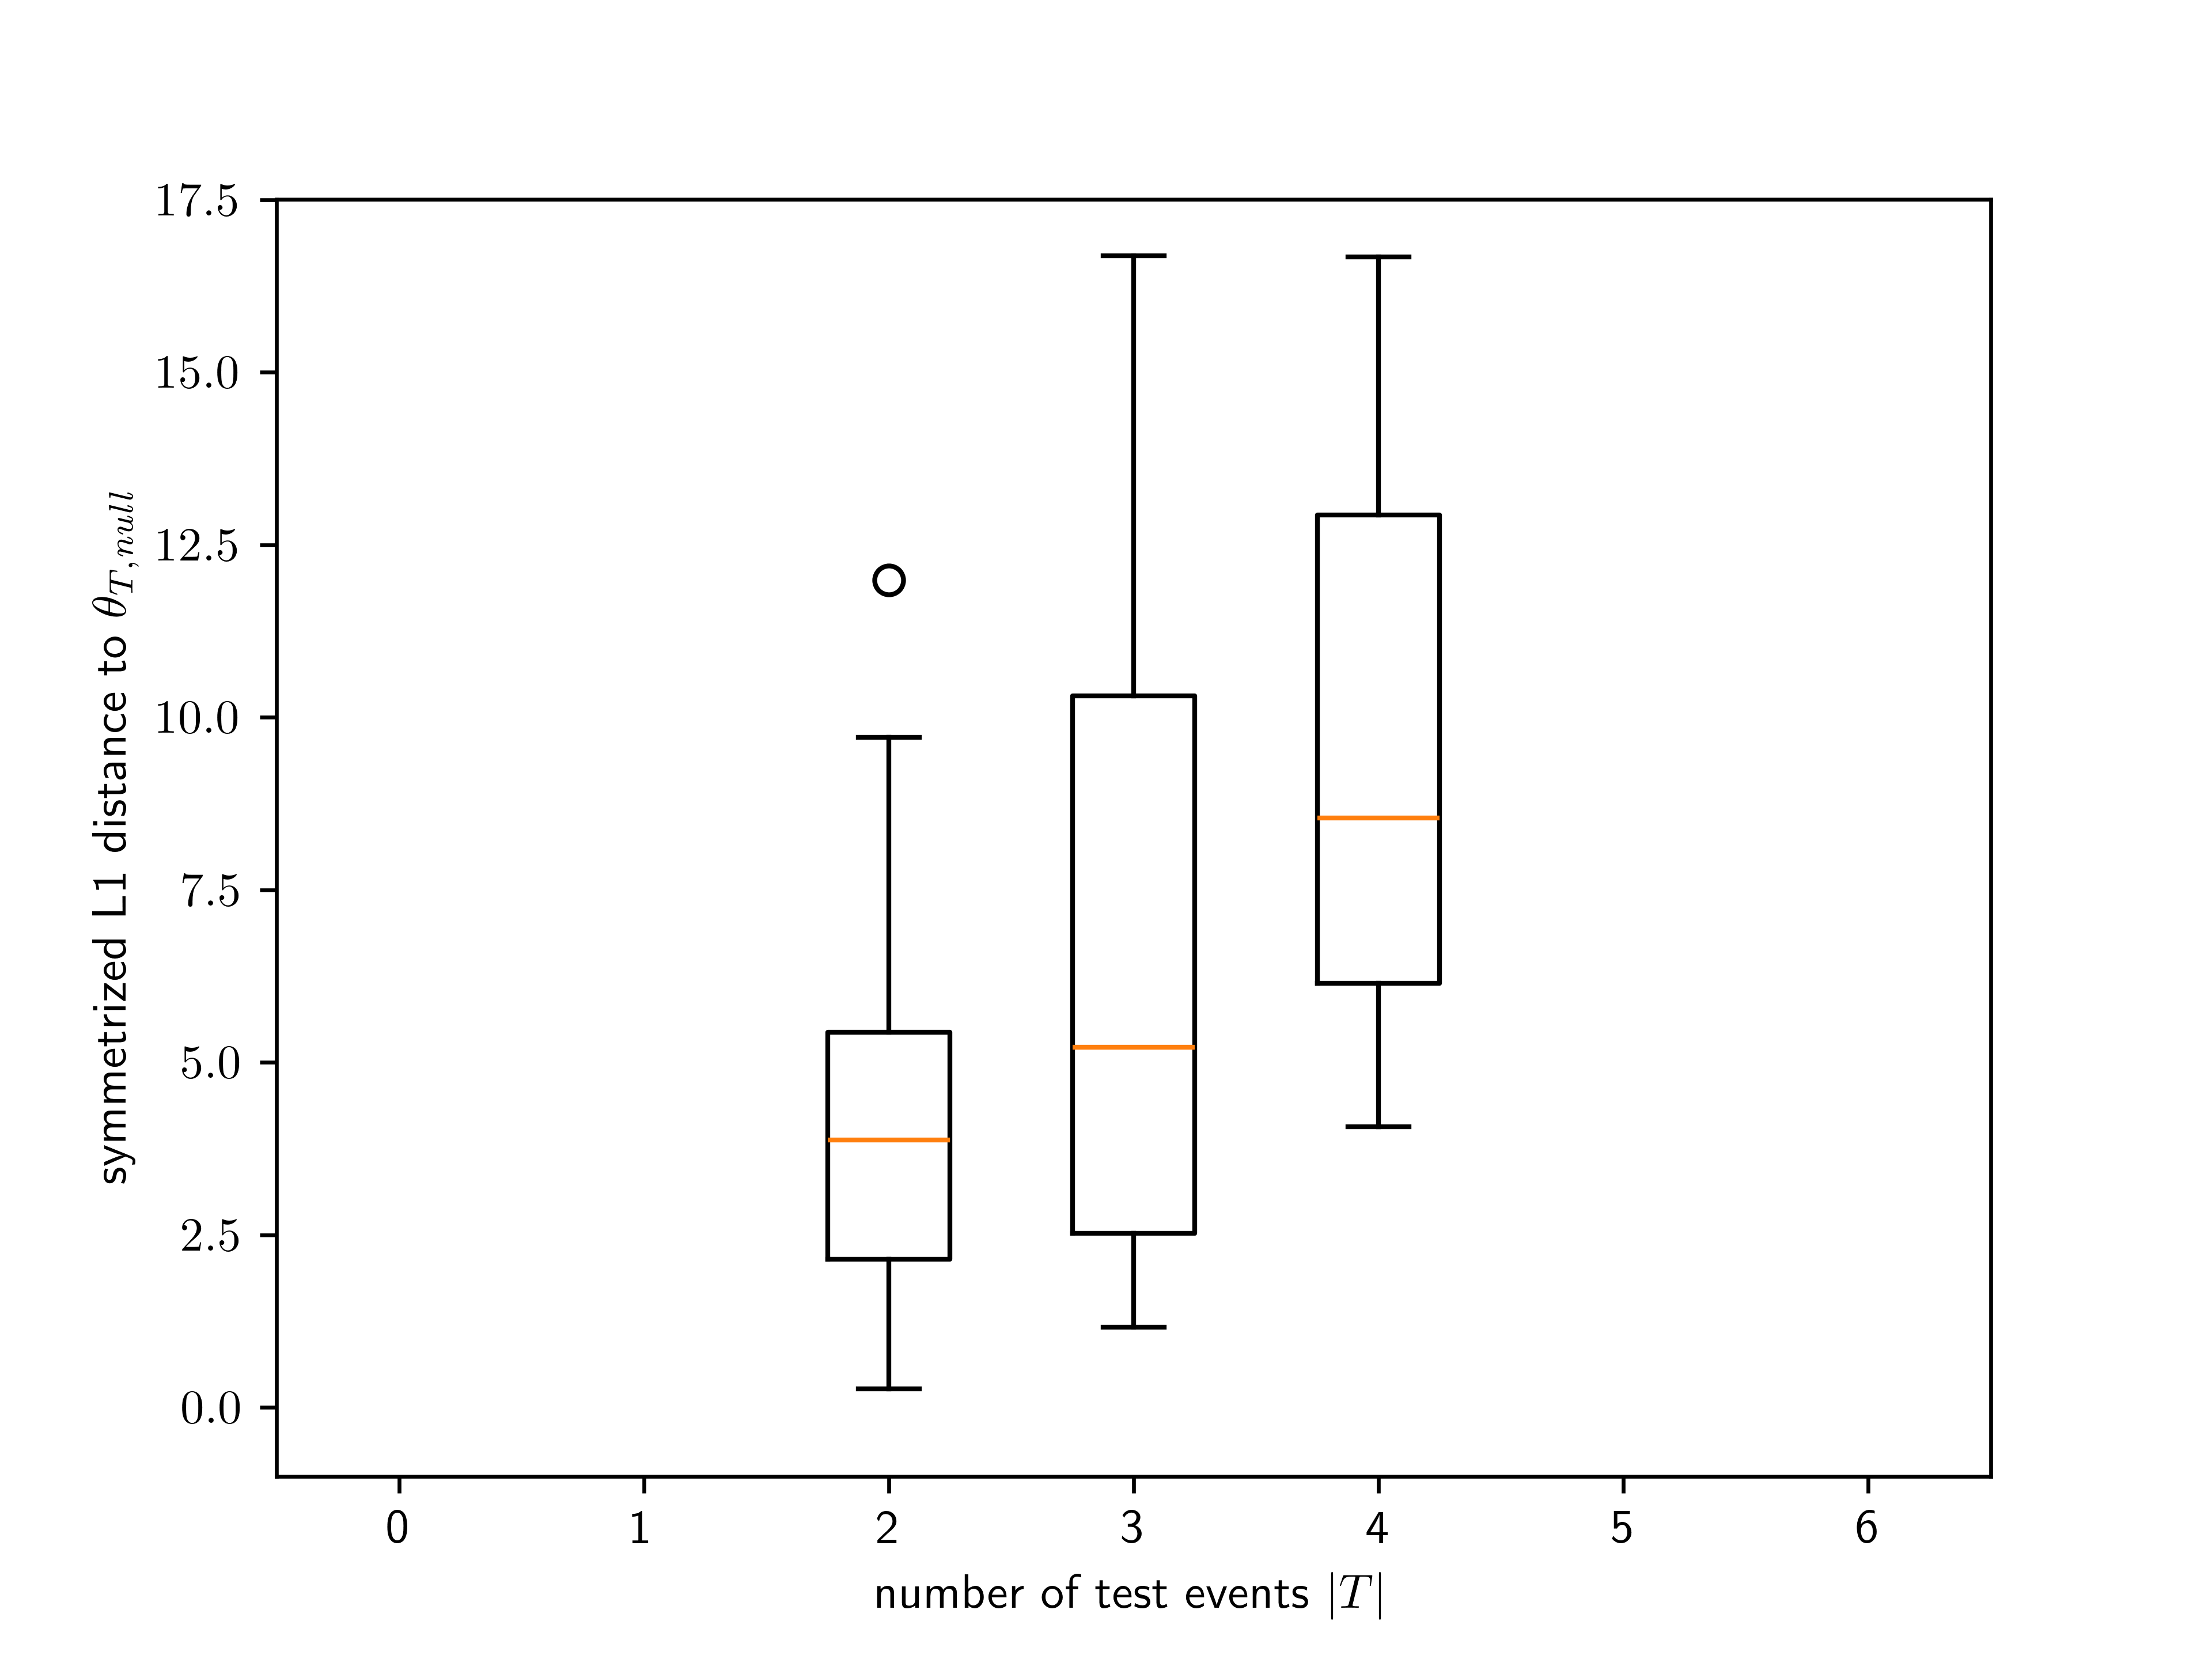 17.5
15.0
12.5
10.0
7.5
5.0
2.5
0.0
symmetrized L1 distance to θ_{T,null}
0 1 2 3 4 5 6
number of test events |T|